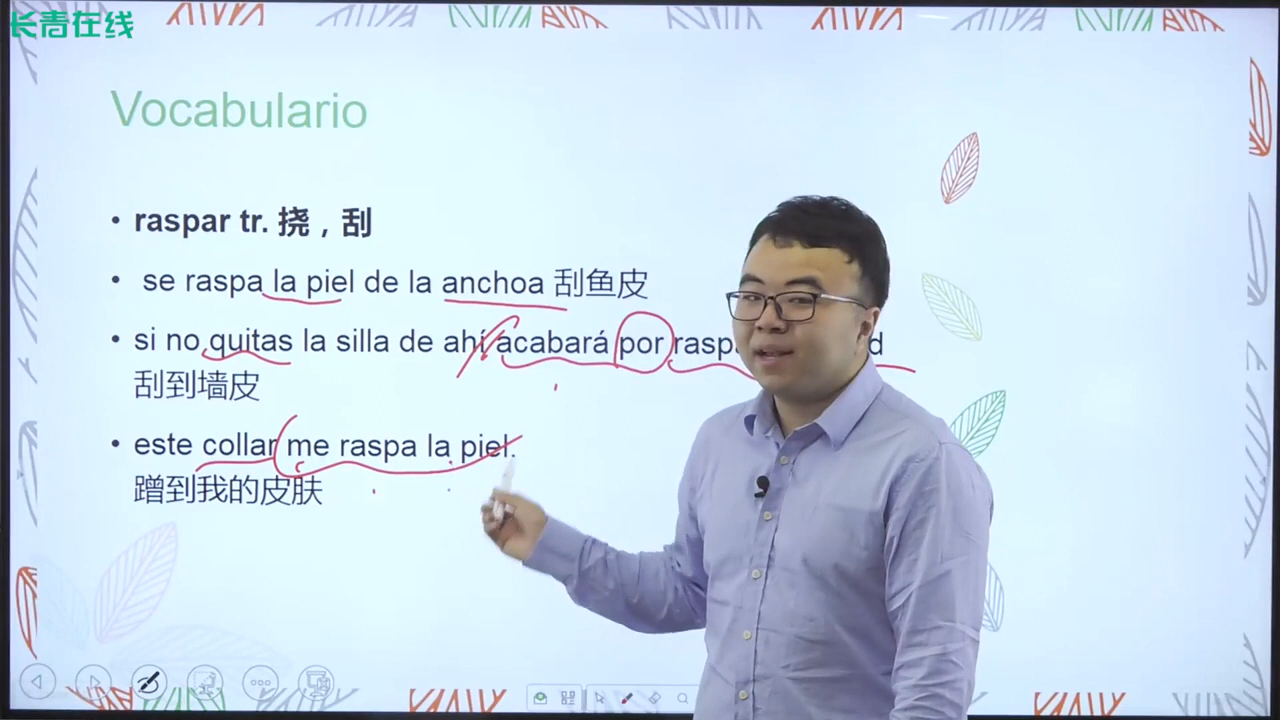 长青在线
Vocabulario
• raspar tr. 挠，刮
• se raspa la piel de la anchoa 刮鱼皮
• si no quitas la silla de ahí acabará por
刮到墙皮
• este collar me raspa la piel.
蹭到我的皮肤